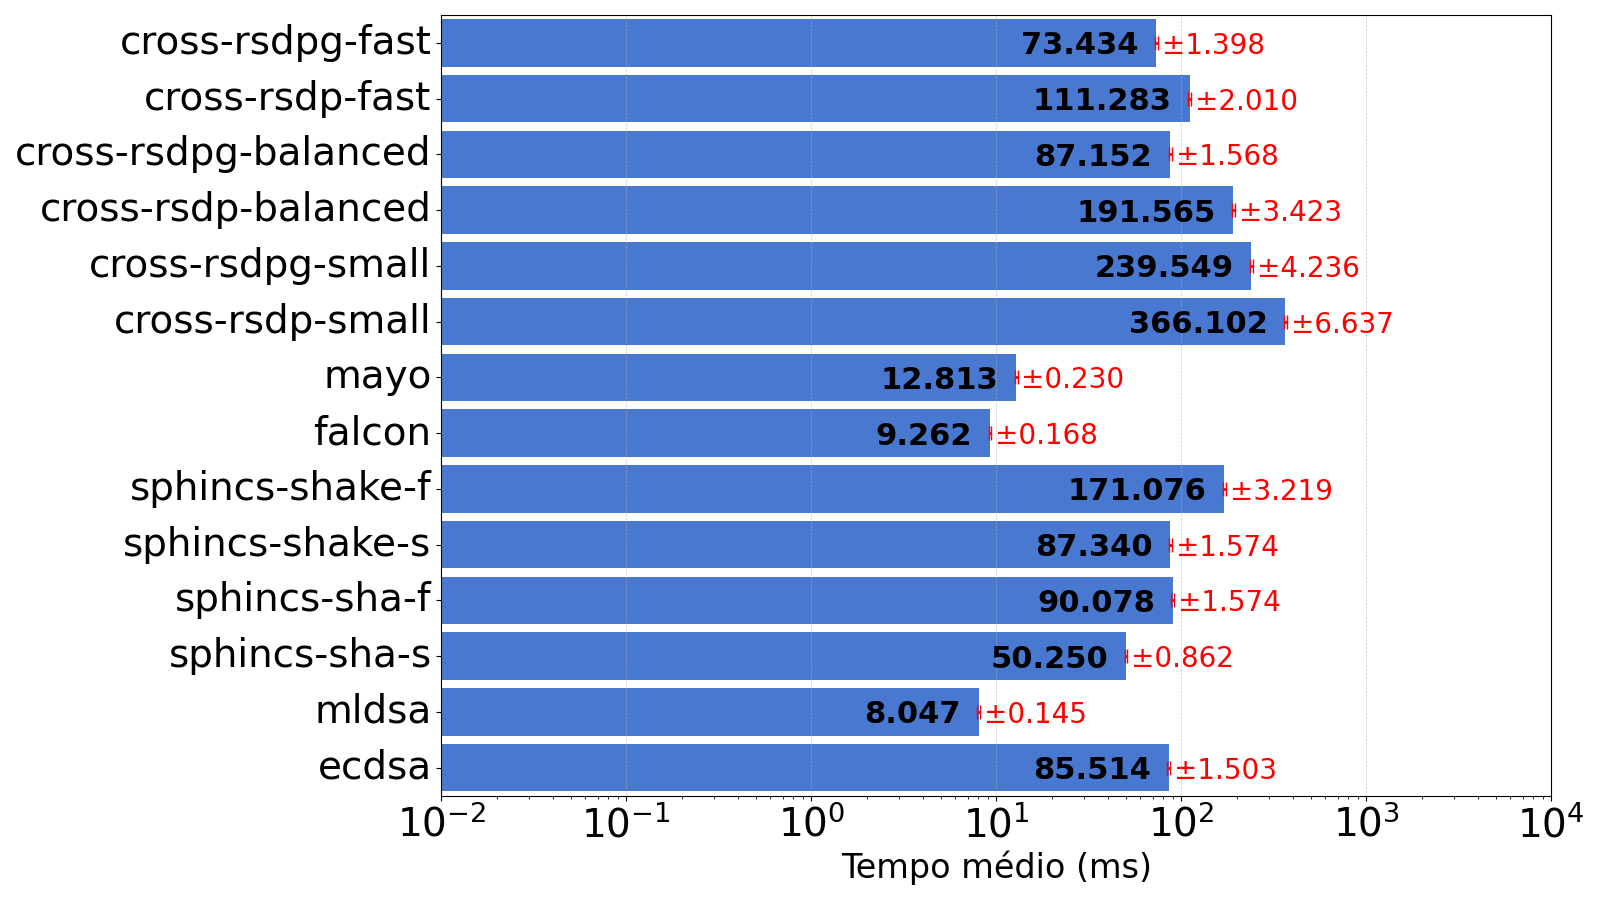 cross-rsdpg-fast 73.434 ±1.398
cross-rsdp-fast 111.283 ±2.010
cross-rsdpg-balanced 87.152 ±1.568
cross-rsdp-balanced 191.565 ±3.423
cross-rsdpg-small 239.549 ±4.236
cross-rsdp-small 366.102 ±6.637
mayo 12.813 ±0.230
falcon 9.262 ±0.168
sphincs-shake-f 171.076 ±3.219
sphincs-shake-s 87.340 ±1.574
sphincs-sha-f 90.078 ±1.574
sphincs-sha-s 50.250 ±0.862
mldsa 8.047 ±0.145
ecdsa 85.514 ±1.503
10⁻² 10⁻¹ 10⁰ 10¹ 10² 10³ 10⁴
Tempo médio (ms)